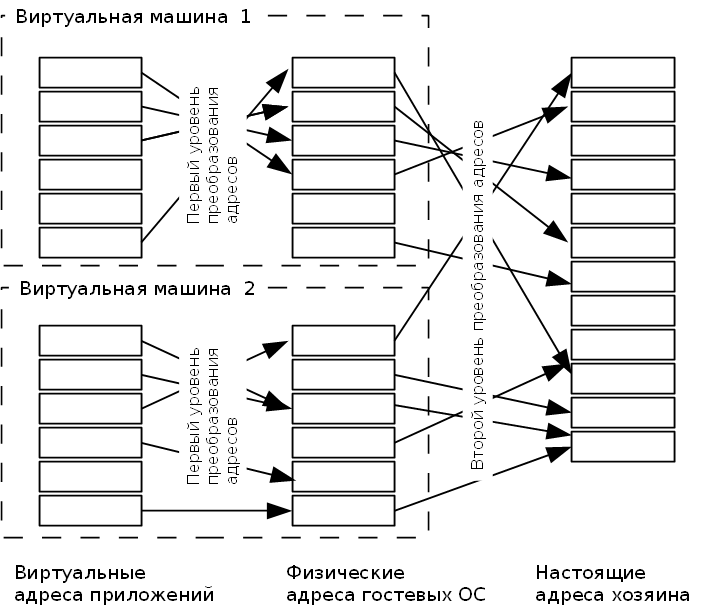 Виртуальная машина 1
Первый уровень
преобразования
адресов
Виртуальная машина 2
Первый уровень
преобразования
адресов
Второй уровень преобразования адресов
Виртуальные
адреса приложений
Физические
адреса гостевых ОС
Настоящие
адреса хозяина